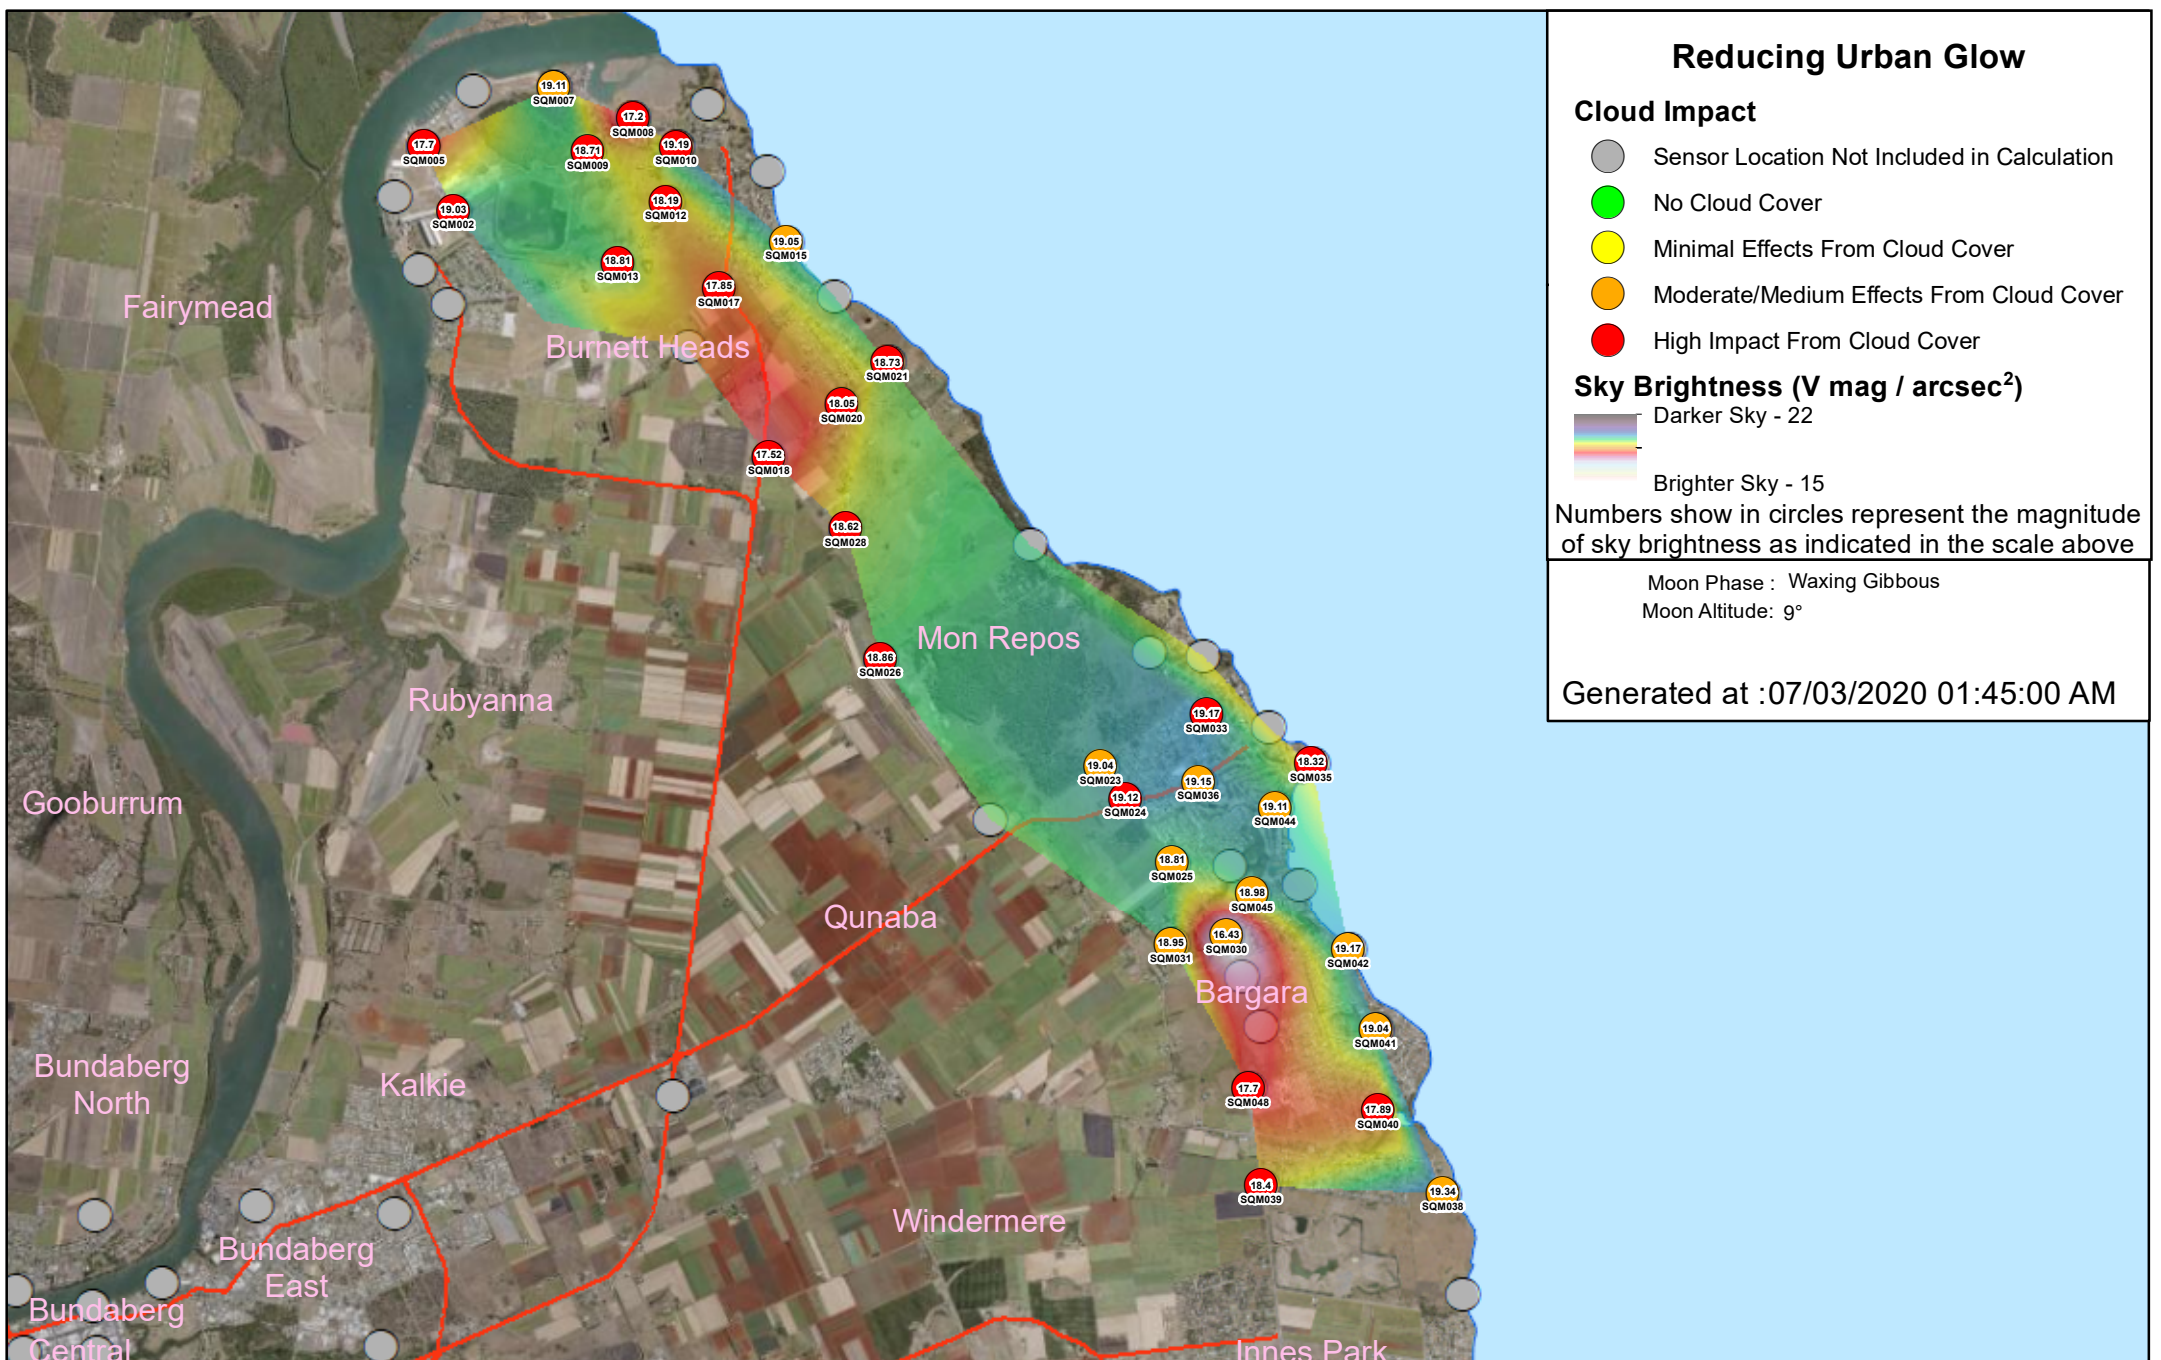 Reducing Urban Glow
Cloud Impact
Sensor Location Not Included in Calculation
No Cloud Cover
Minimal Effects From Cloud Cover
Moderate/Medium Effects From Cloud Cover
High Impact From Cloud Cover
Sky Brightness (V mag / arcsec²)
Darker Sky - 22
Brighter Sky - 15
Numbers show in circles represent the magnitude
of sky brightness as indicated in the scale above
Moon Phase : Waxing Gibbous
Moon Altitude: 9°
Generated at :07/03/2020 01:45:00 AM
19.11
SQM007
17.2
SQM008
17.7
SQM005
18.71
SQM009
19.19
SQM010
19.03
SQM002
18.19
SQM012
19.05
SQM015
18.81
SQM013
17.85
SQM017
Fairymead
Burnett Heads
18.73
SQM021
18.05
SQM020
17.52
SQM018
18.62
SQM028
Mon Repos
18.86
SQM026
Rubyanna
19.17
SQM033
18.32
SQM035
19.04
SQM023
19.15
SQM036
19.12
SQM024
19.11
SQM044
Gooburrum
18.81
SQM025
18.98
SQM045
Qunaba
16.43
SQM030
18.95
SQM031
19.17
SQM042
Bargara
19.04
SQM041
Bundaberg
North
Kalkie
17.7
SQM048
17.89
SQM040
18.4
SQM039
19.34
SQM038
Windermere
Bundaberg
East
Bundaberg
Central
Innes Park